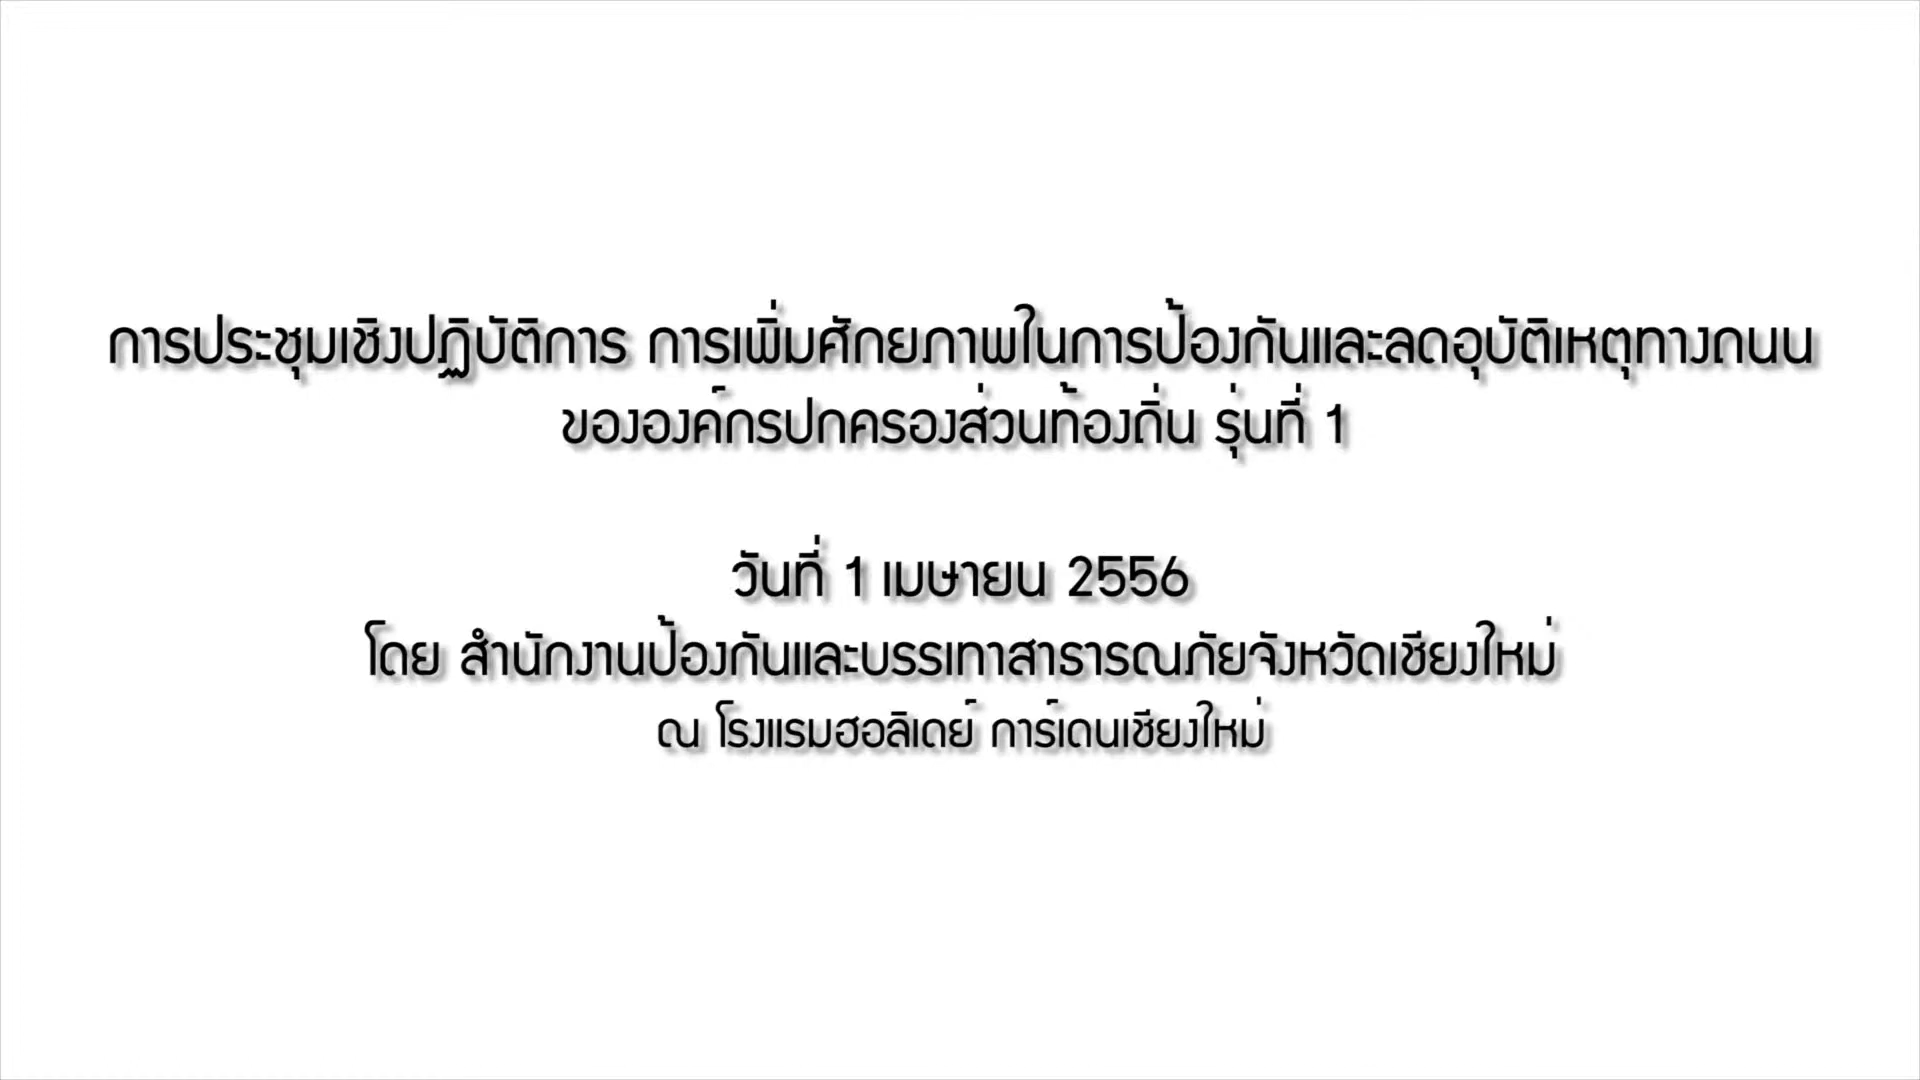 การประชุมเชิงปฏิบัติการ การเพิ่มศักยภาพในการป้องกันและลดอุบัติเหตุทางถนน
ขององค์กรปกครองส่วนท้องถิ่น รุ่นที่ 1
วันที่ 1 เมษายน 2556
โดย สำนักงานป้องกันและบรรเทาสาธารณภัยจังหวัดเชียงใหม่
ณ โรงแรมฮอลิเดย์ การ์เดนเชียงใหม่